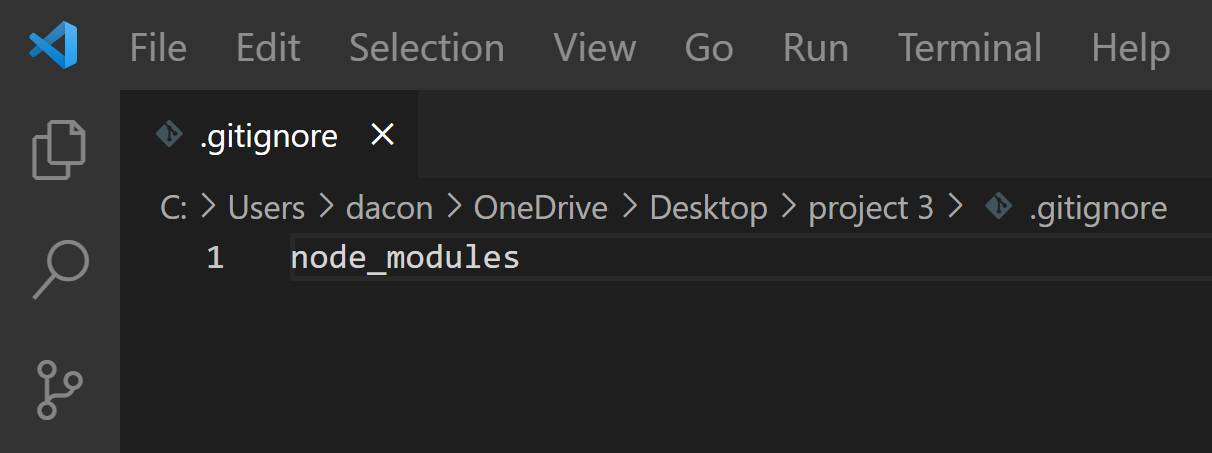 File Edit Selection View Go Run Terminal Help
.gitignore
C: > Users > dacon > OneDrive > Desktop > project 3 > .gitignore
1 node_modules